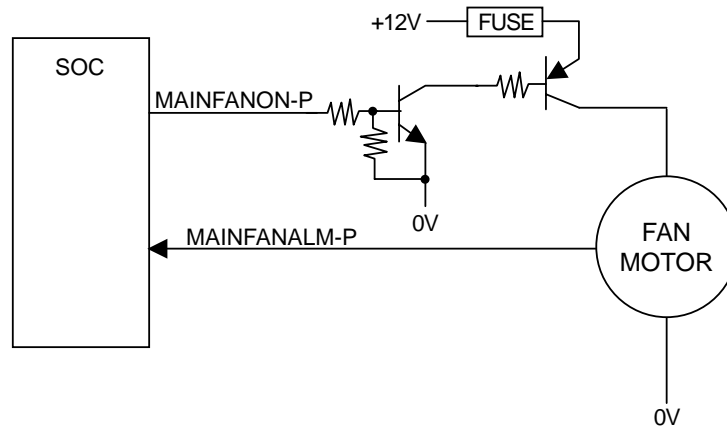 +12V
FUSE
SOC
MAINFANON-P
0V
MAINFANALM-P
FAN
MOTOR
0V